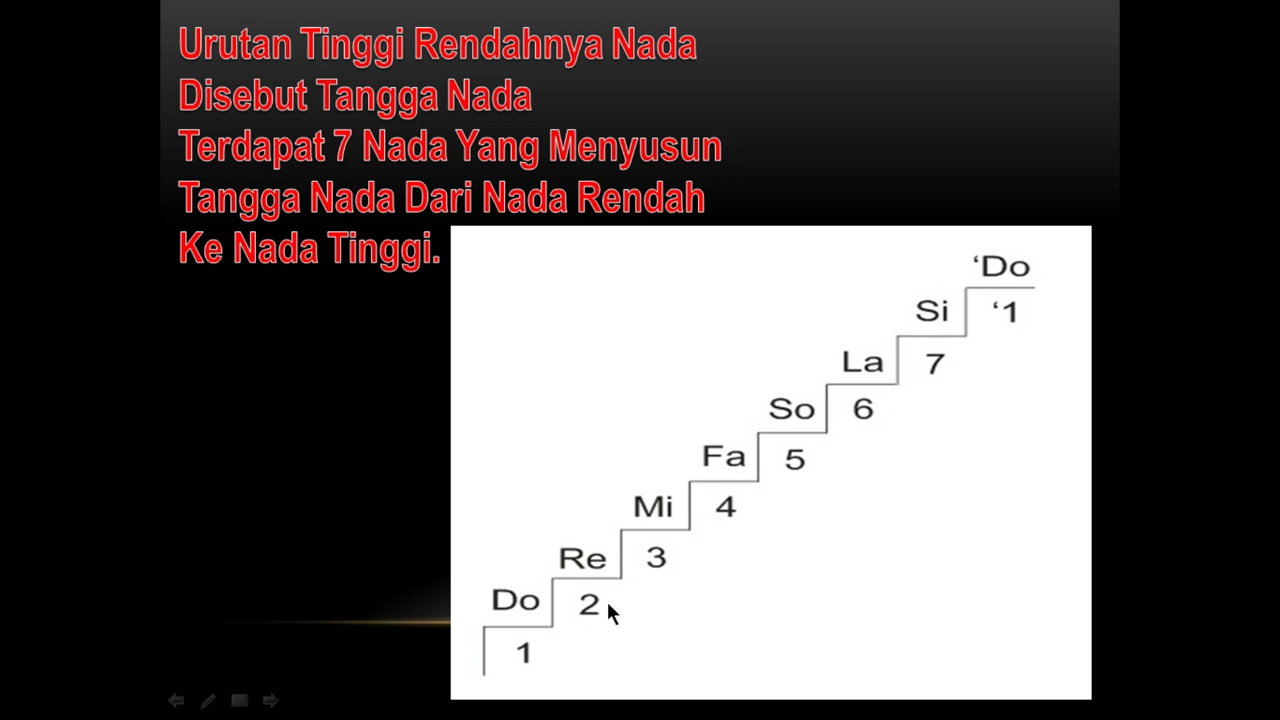 Urutan Tinggi Rendahnya Nada
Disebut Tangga Nada
Terdapat 7 Nada Yang Menyusun
Tangga Nada Dari Nada Rendah
Ke Nada Tinggi.
‘Do
Si ‘1
La 7
So 6
Fa 5
Mi 4
Re 3
Do 2
1